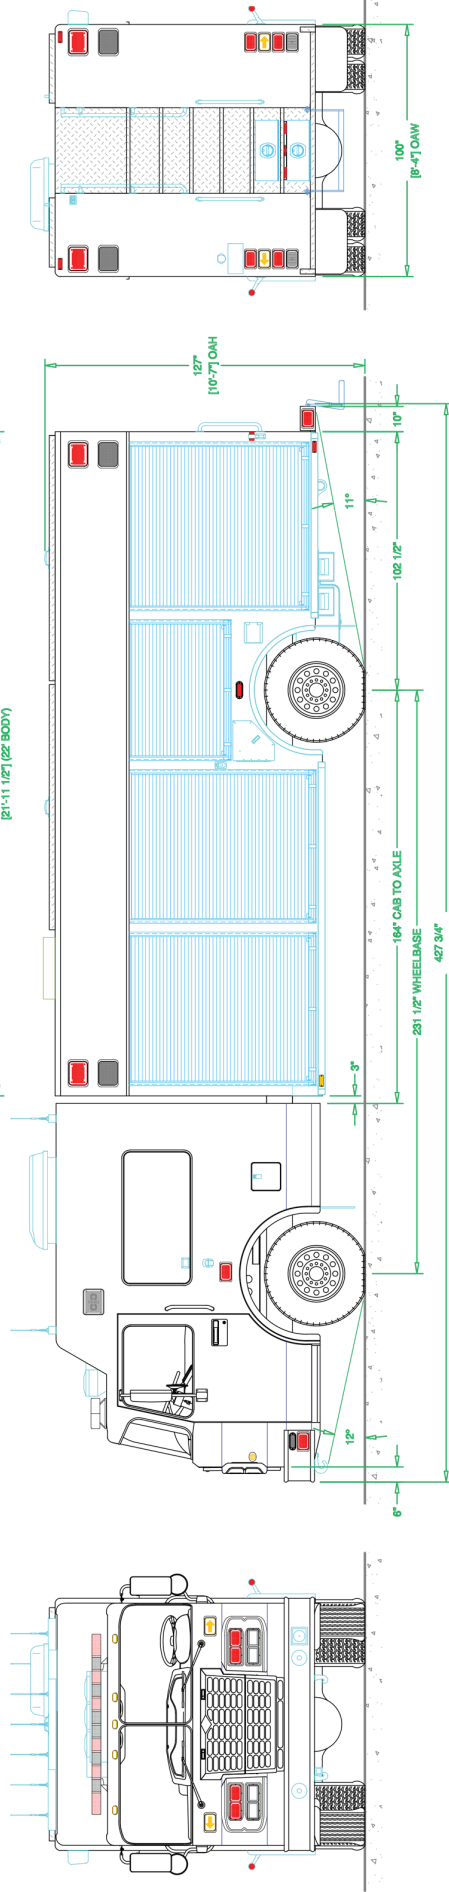 100"
[8'-4"] OAW
127"
[10'-7"] OAH
10"
11°
102 1/2"
[21'-11 1/2"] (22' BODY)
164" CAB TO AXLE
231 1/2" WHEELBASE
427 3/4"
3"
12°
6"